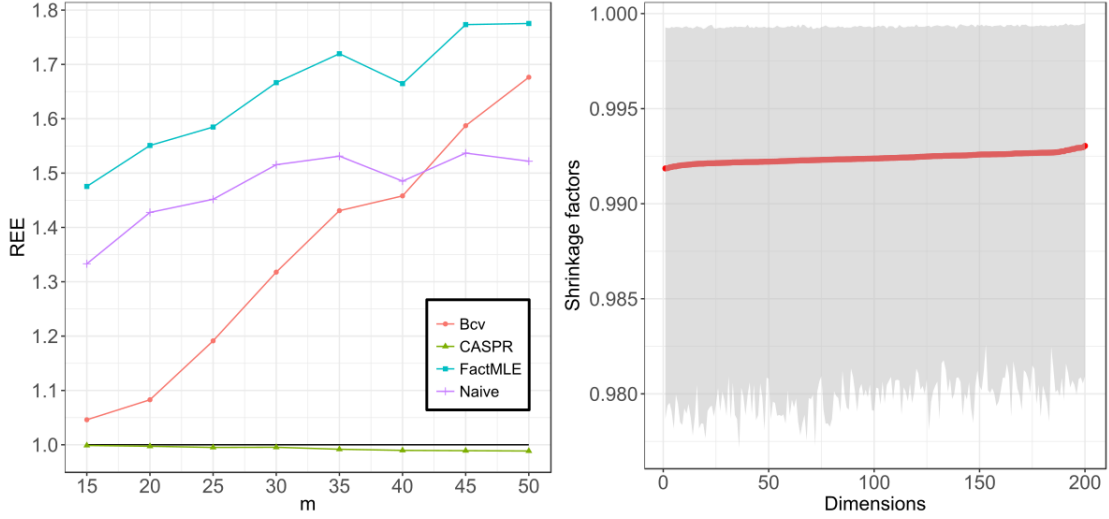 REE
1.8
1.7
1.6
1.5
1.4
1.3
1.2
1.1
1.0
Bcv
CASPR
FactMLE
Naive
15 20 25 30 35 40 45 50
m
Shrinkage factors
1.000
0.995
0.990
0.985
0.980
0 50 100 150 200
Dimensions